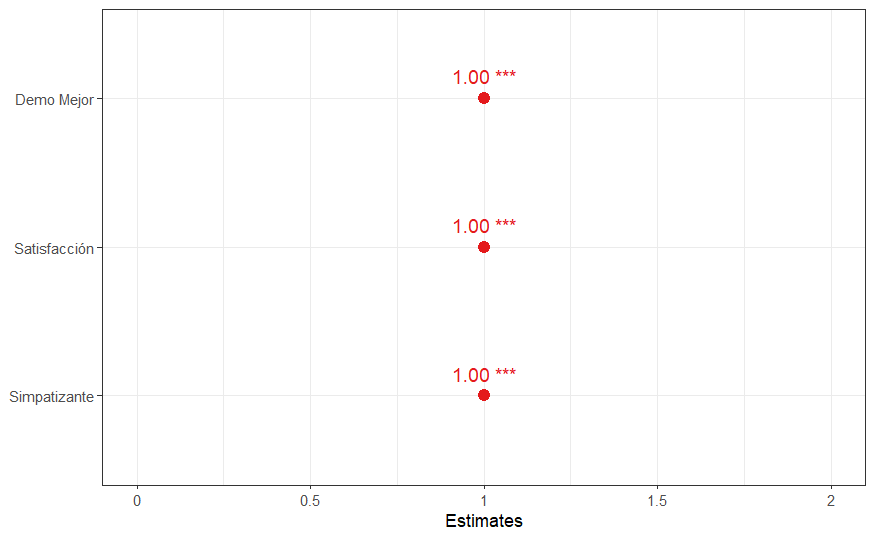 1.00 ***
Demo Mejor
1.00 ***
Satisfacción
1.00 ***
Simpatizante
0 0.5 1 1.5 2
Estimates